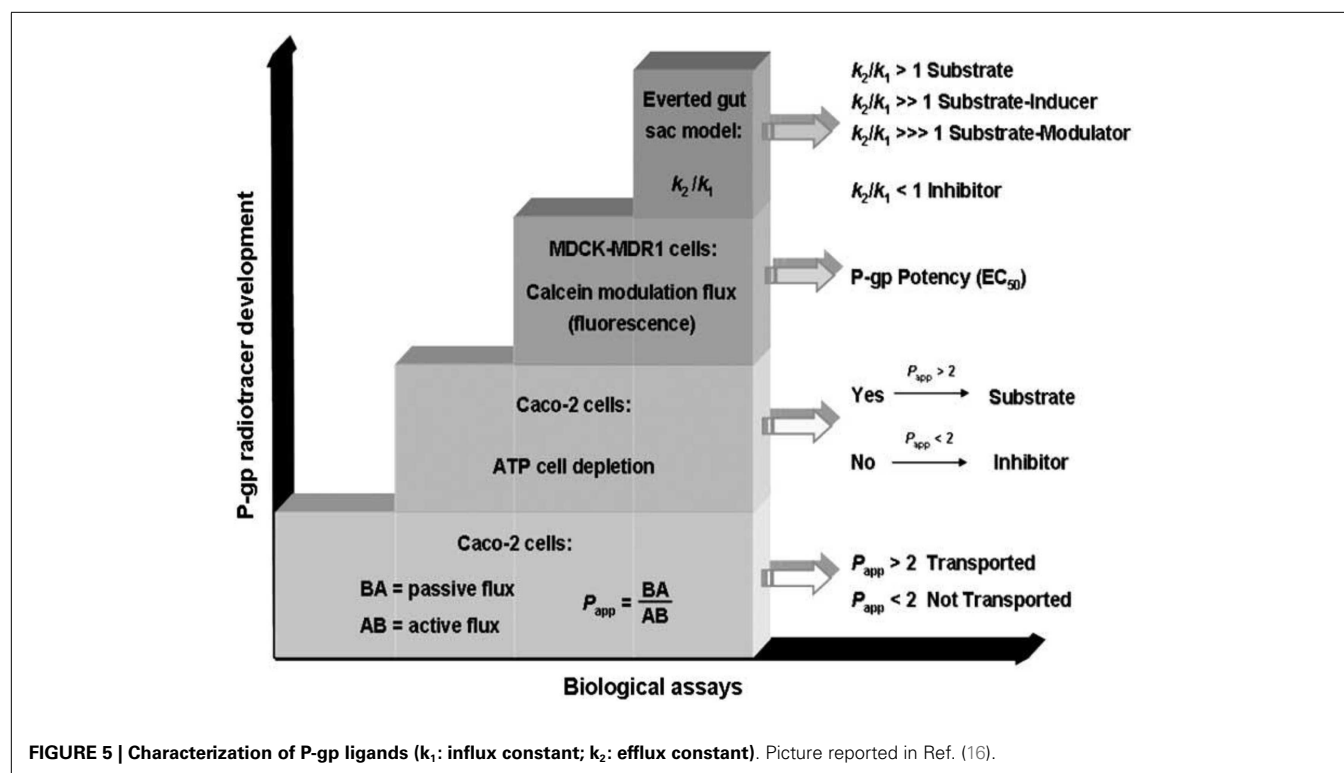 P-gp radiotracer development
Everted gut
sac model:
k₂/k₁
k₂/k₁ > 1 Substrate
k₂/k₁ >> 1 Substrate-Inducer
k₂/k₁ >>> 1 Substrate-Modulator
k₂/k₁ < 1 Inhibitor
MDCK-MDR1 cells:
Calcein modulation flux
(fluorescence)
P-gp Potency (EC₅₀)
Caco-2 cells:
ATP cell depletion
Yes Papp > 2 Substrate
No Papp < 2 Inhibitor
Caco-2 cells:
BA = passive flux
AB = active flux
Papp = BA/AB
Papp > 2 Transported
Papp < 2 Not Transported
Biological assays
FIGURE 5 | Characterization of P-gp ligands (k₁: influx constant; k₂: efflux constant). Picture reported in Ref. (16).